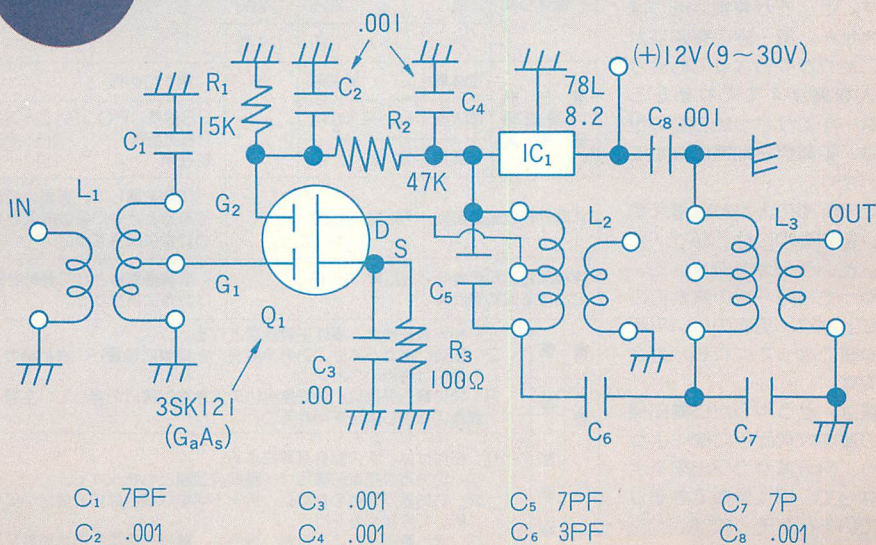 .001
(+)12V(9～30V)
R1
C2
C4
78L
8.2
C8 .001
15K
R2
C1
IC1
47K
L1
IN
G2
D
S
L2
L3
OUT
G1
C5
Q1
C3
.001
R3
100Ω
3SK121
(GaAs)
C6
C7
C1 7PF
C3 .001
C5 7PF
C7 7P
C2 .001
C4 .001
C6 3PF
C8 .001